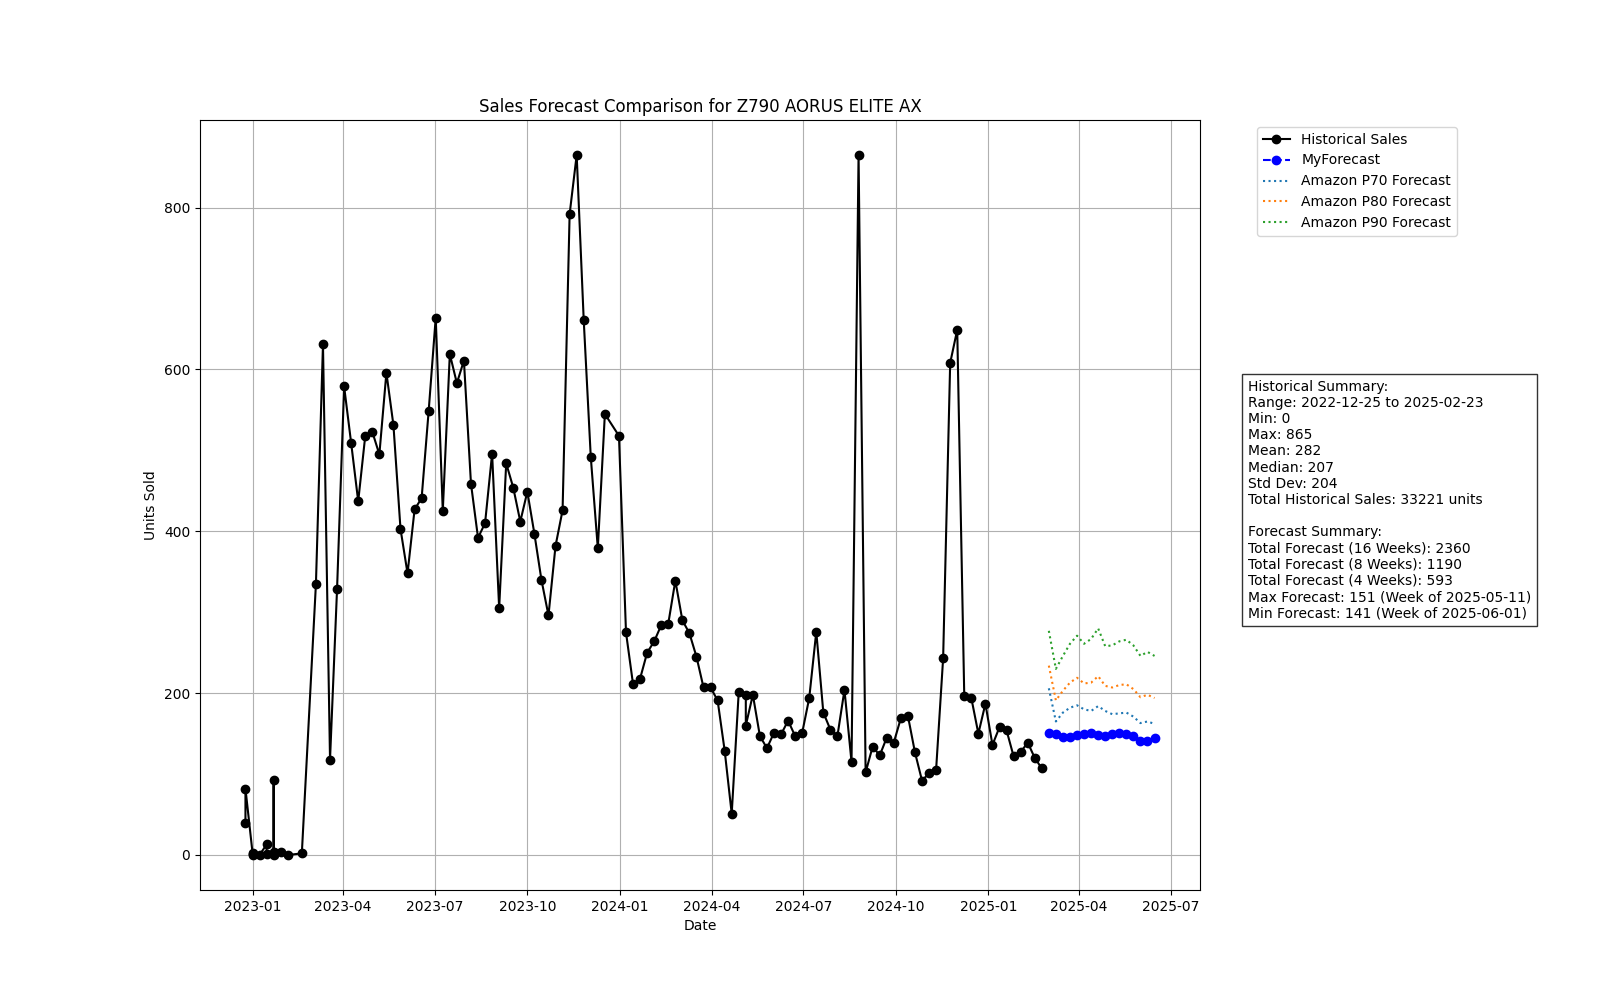 Sales Forecast Comparison for Z790 AORUS ELITE AX
Units Sold
800
600
400
200
0
2023-01 2023-04 2023-07 2023-10 2024-01 2024-04 2024-07 2024-10 2025-01 2025-04 2025-07
Date
Historical Sales
MyForecast
Amazon P70 Forecast
Amazon P80 Forecast
Amazon P90 Forecast
Historical Summary:
Range: 2022-12-25 to 2025-02-23
Min: 0
Max: 865
Mean: 282
Median: 207
Std Dev: 204
Total Historical Sales: 33221 units
Forecast Summary:
Total Forecast (16 Weeks): 2360
Total Forecast (8 Weeks): 1190
Total Forecast (4 Weeks): 593
Max Forecast: 151 (Week of 2025-05-11)
Min Forecast: 141 (Week of 2025-06-01)